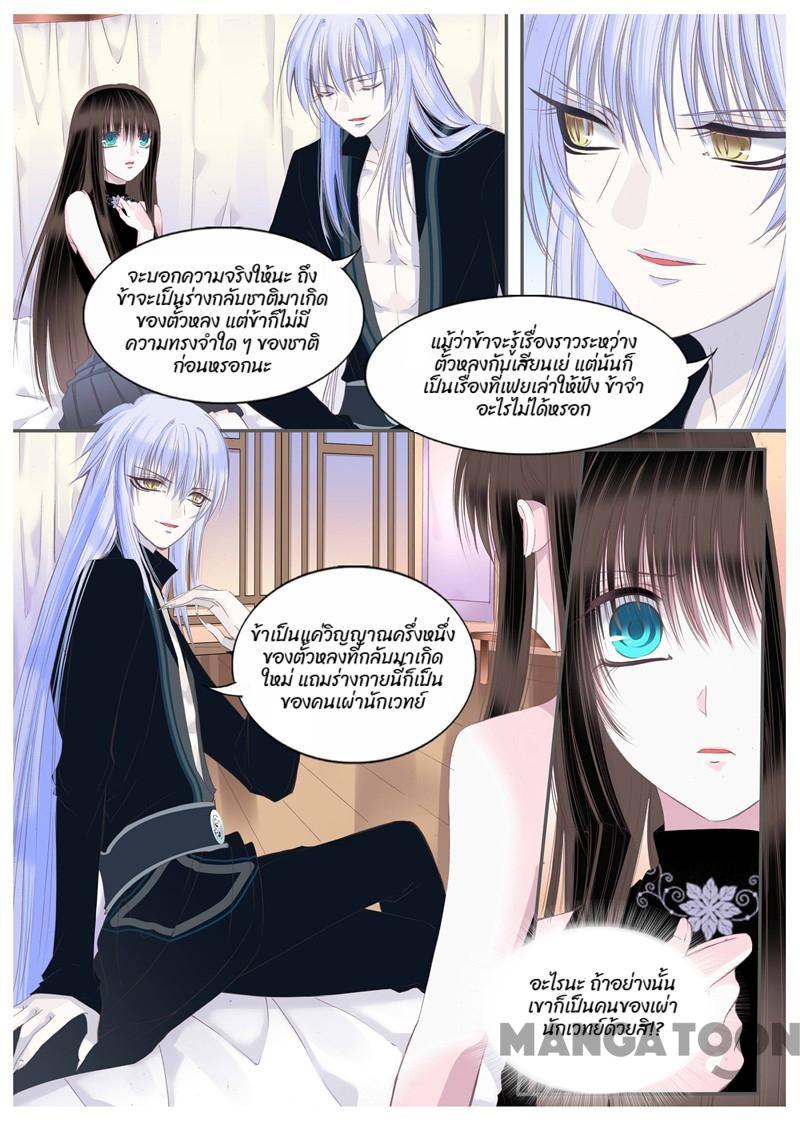 จะบอกความจริงให้นะ ถึง
ข้าจะเป็นร่างกลับชาติมาเกิด
ของตัวหลง แต่ข้าก็ไม่มี
ความทรงจำใด ๆ ของชาติ
ก่อนหรอกนะ
แม้ว่าข้าจะรู้เรื่องราวระหว่าง
ตัวหลงกับเสียนเย่ แต่นั่นก็
เป็นเรื่องที่เฟยเล่าให้ฟัง ข้าจำ
อะไรไม่ได้หรอก
ข้าเป็นแค่วิญญาณครึ่งหนึ่ง
ของตัวหลงที่กลับมาเกิด
ใหม่ แถมร่างกายนี้ก็เป็น
ของคนเผ่านักเวทย์
อะไรนะ ถ้าอย่างนั้น
เขาก็เป็นคนของเผ่า
นักเวทย์ด้วยสิ!?
MANGATOON